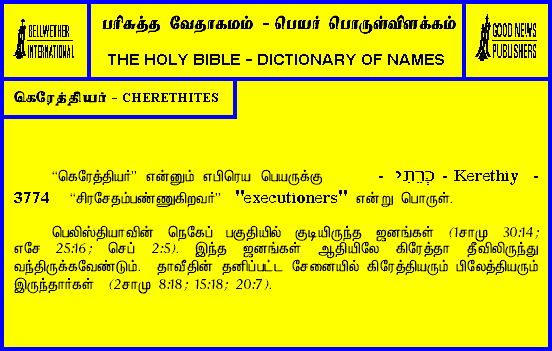 BELLWETHER
INTERNATIONAL
பரிசுத்த வேதாகமம் - பெயர் பொருள்விளக்கம்
THE HOLY BIBLE - DICTIONARY OF NAMES
GOOD NEWS
PUBLISHERS
கெரேத்தியர் - CHERETHITES
“கெரேத்தியர்” என்னும் எபிரெய பெயருக்கு - כְּרֵתִי - Kerethiy -
3774 “சிரசேதம்பண்ணுகிறவர்” "executioners" என்று பொருள்.
பெலிஸ்தியாவின் நெகேப் பகுதியில் குடியிருந்த ஜனங்கள் (1சாமு 30:14;
எசே 25:16; செப் 2:5). இந்த ஜனங்கள் ஆதியிலே கிரேத்தா தீவிலிருந்து
வந்திருக்கவேண்டும். தாவீதின் தனிப்பட்ட சேனையில் கிரேத்தியரும் பிலேத்தியரும்
இருந்தார்கள் (2சாமு 8:18; 15:18; 20:7).